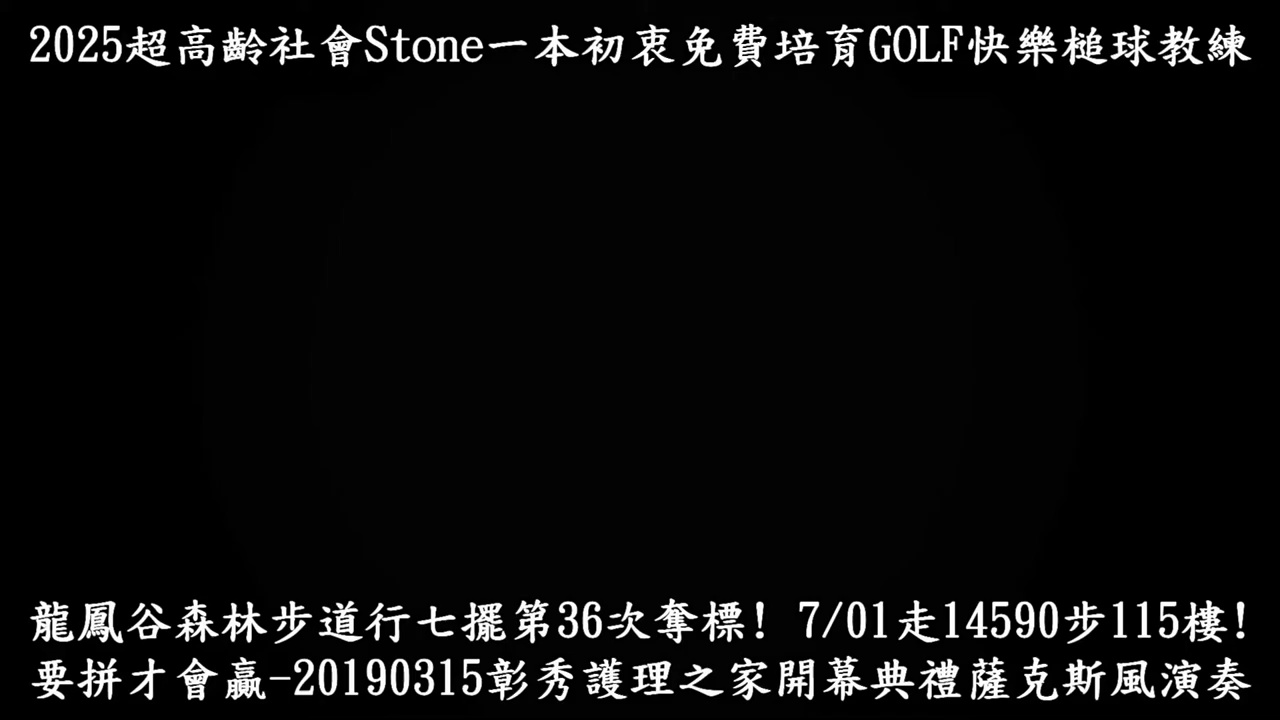 2025超高齡社會Stone一本初衷免費培育GOLF快樂槌球教練
龍鳳谷森林步道行七擺第36次奪標! 7/01走14590步115樓!
要拼才會贏-20190315彰秀護理之家開幕典禮薩克斯風演奏